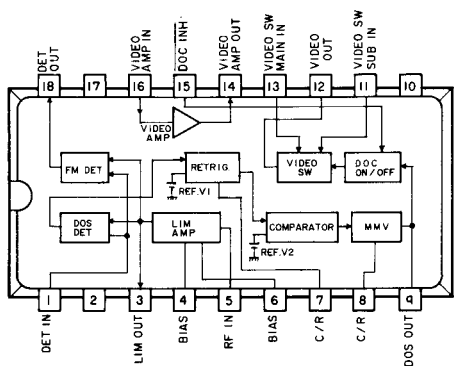 DET OUT
VIDEO AMP IN
DOC INH
VIDEO AMP OUT
VIDEO SW MAIN IN
VIDEO OUT
VIDEO SW SUB IN
18 17 16 15 14 13 12 11 10
VIDEO AMP
FM DET
RETRIG
VIDEO SW
DOC ON/OFF
REF.V1
DOS DET
LIM AMP
COMPARATOR
MMV
REF.V2
1 2 3 4 5 6 7 8 9
DET IN
LIM OUT
BIAS
RF IN
BIAS
C/R
C/R
DOS OUT